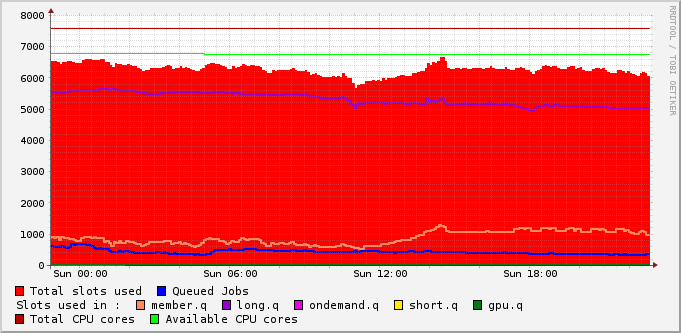 8000
7000
6000
5000
4000
3000
2000
1000
0
Sun 00:00 Sun 06:00 Sun 12:00 Sun 18:00
RRDTOOL / TOBI OETIKER
Total slots used Queued Jobs
Slots used in : member.q long.q ondemand.q short.q gpu.q
Total CPU cores Available CPU cores